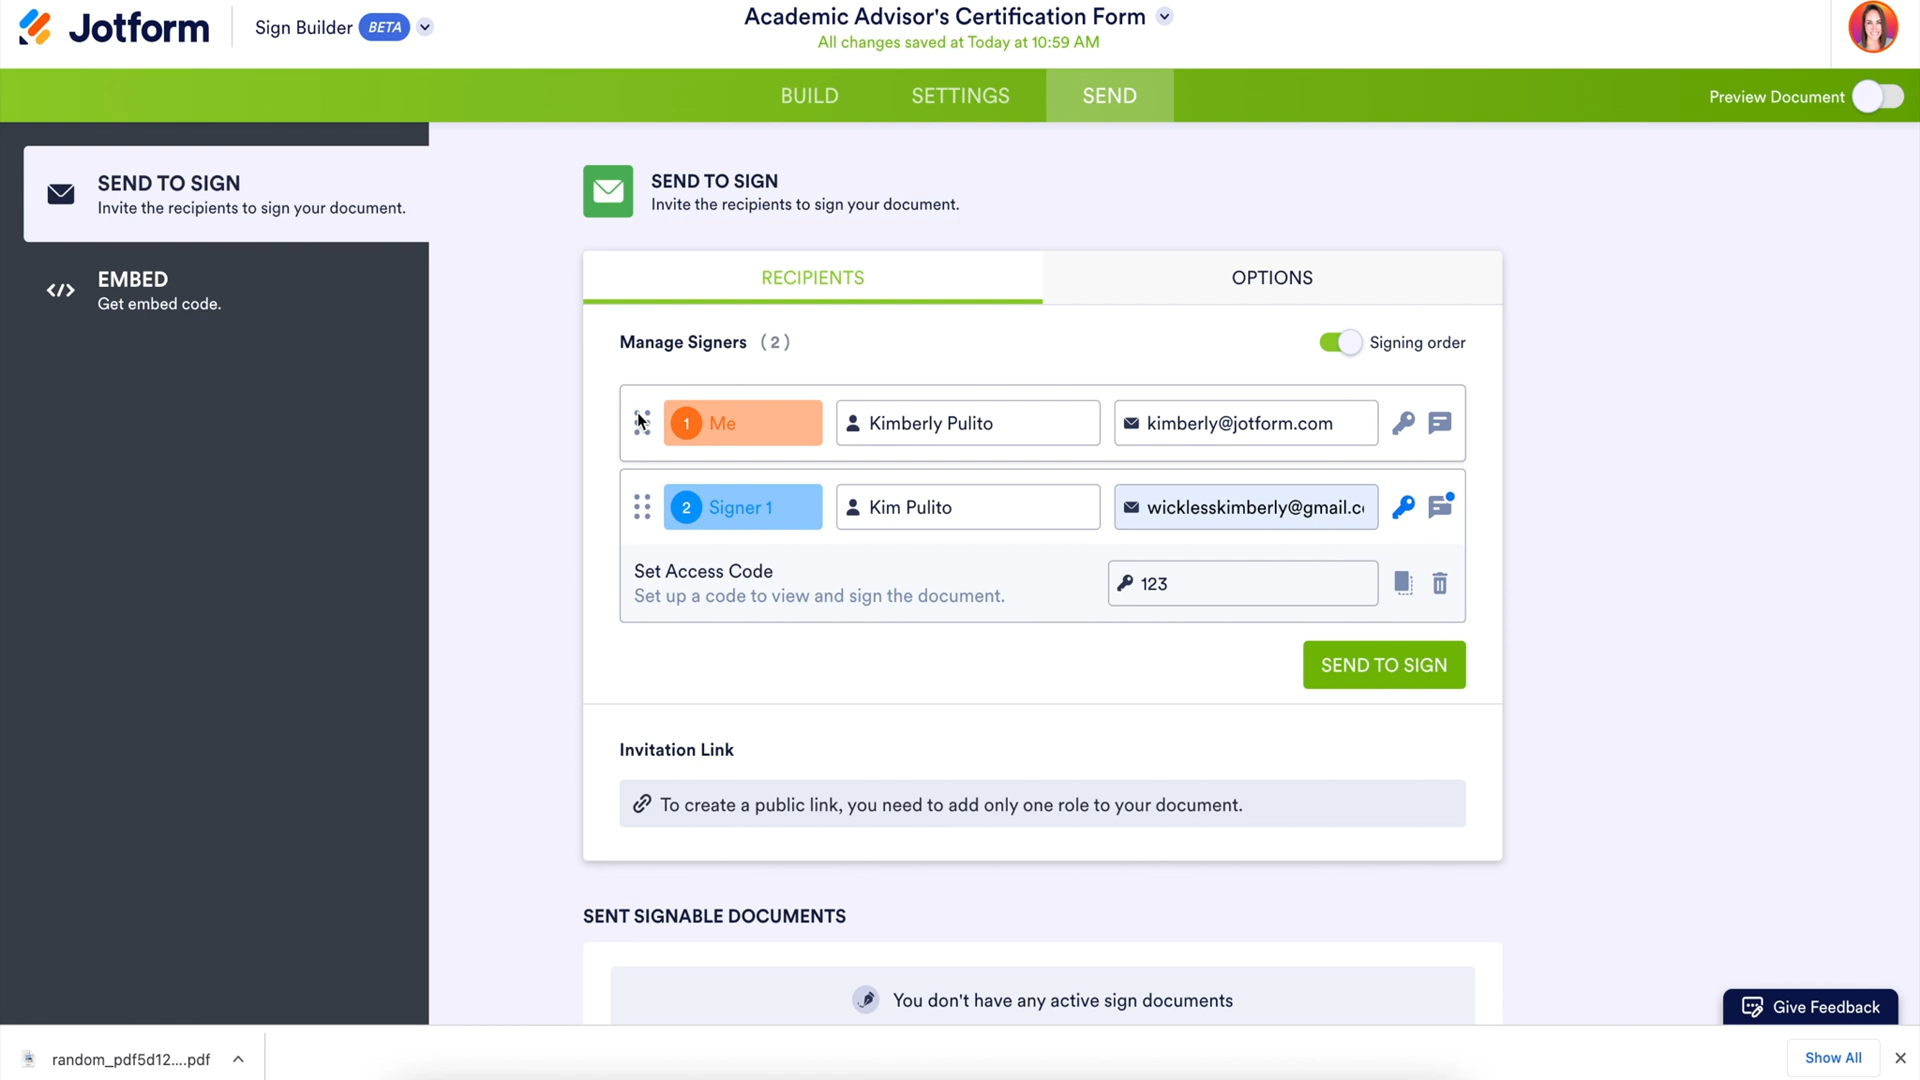 Jotform
Sign Builder BETA
Academic Advisor's Certification Form
All changes saved at Today at 10:59 AM
BUILD
SETTINGS
SEND
Preview Document
SEND TO SIGN
Invite the recipients to sign your document.
EMBED
Get embed code.
SEND TO SIGN
Invite the recipients to sign your document.
RECIPIENTS
OPTIONS
Manage Signers (2)
Signing order
1 Me
Kimberly Pulito
kimberly@jotform.com
2 Signer 1
Kim Pulito
wicklesskimberly@gmail.c
Set Access Code
Set up a code to view and sign the document.
123
SEND TO SIGN
Invitation Link
To create a public link, you need to add only one role to your document.
SENT SIGNABLE DOCUMENTS
You don't have any active sign documents
Give Feedback
random_pdf5d12....pdf
Show All